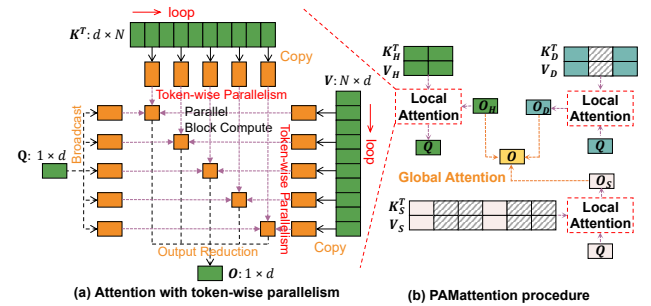 loop
K^T: d × N
Copy
Token-wise Parallelism
Parallel
Block Compute
Broadcast
Q: 1 × d
V: N × d
loop
Token-wise Parallelism
Copy
Output Reduction
O: 1 × d
(a) Attention with token-wise parallelism
K_H^T
V_H
Local
Attention
O_H
Q
K_D^T
V_D
Local
Attention
O_D
Q
O
Global Attention
O_S
K_S^T
V_S
Local
Attention
Q
(b) PAMattention procedure